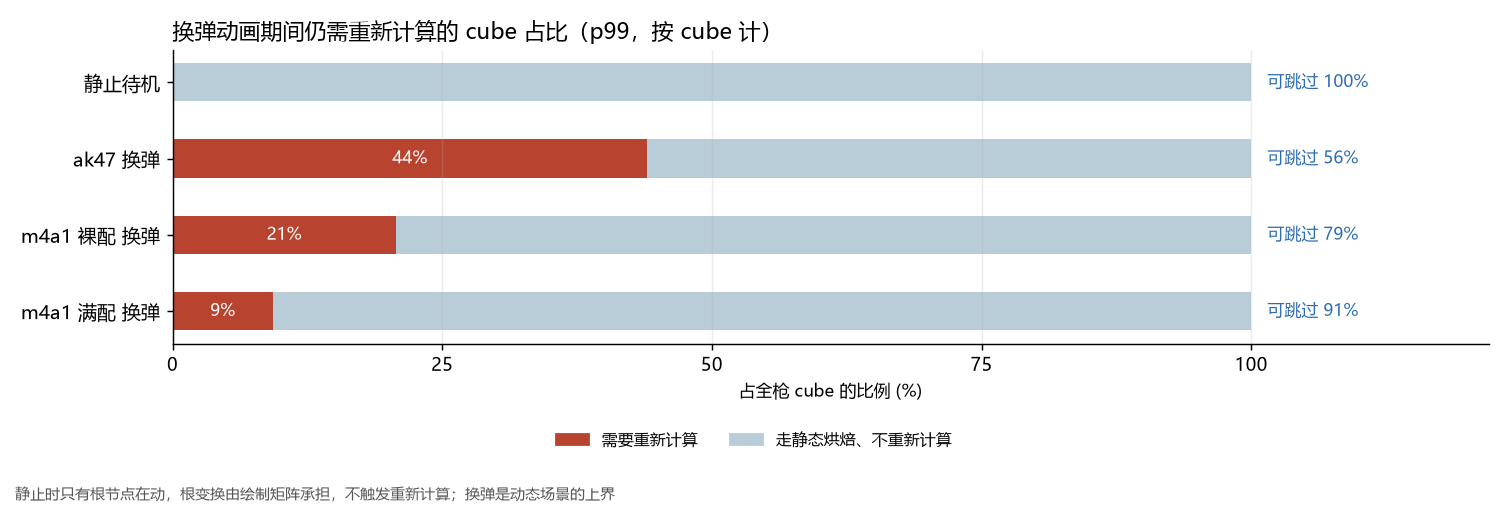 换弹动画期间仍需重新计算的 cube 占比（p99，按 cube 计）
静止待机
可跳过 100%
ak47 换弹
44%
可跳过 56%
m4a1 裸配 换弹
21%
可跳过 79%
m4a1 满配 换弹
9%
可跳过 91%
0 25 50 75 100
占全枪 cube 的比例 (%)
需要重新计算 走静态烘焙、不重新计算
静止时只有根节点在动，根变换由绘制矩阵承担，不触发重新计算；换弹是动态场景的上界